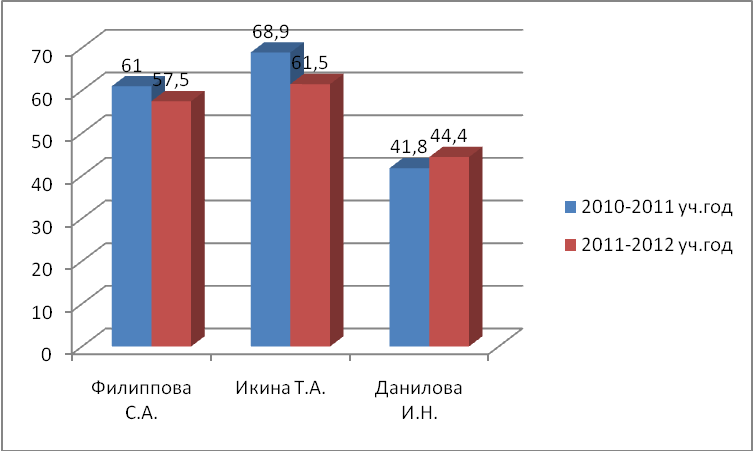 70
60
50
40
30
20
10
0
61
57,5
68,9
61,5
41,8
44,4
Филиппова
С.А.
Икина Т.А.
Данилова
И.Н.
2010-2011 уч.год
2011-2012 уч.год